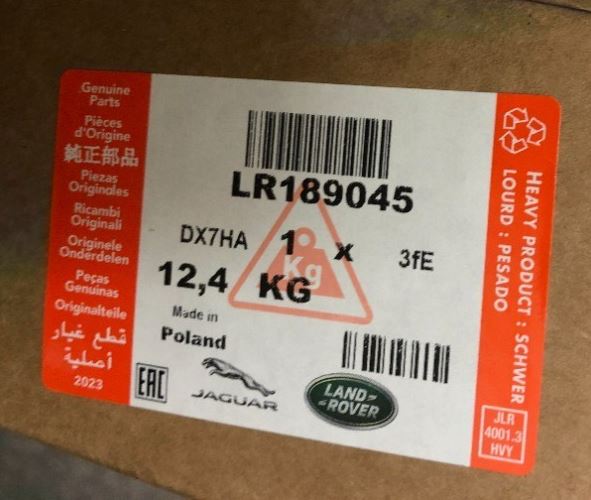 Genuine
Parts
Pièces
d'Origine
純正部品
Piezas
Originales
Ricambi
Originali
Originele
Onderdelen
Peças
Genuinas
Originalteile
قطع غيار
أصلية
2023
LR189045
DX7HA 1 x 3fE
12,4 KG
Kg
Made in
Poland
EAC
JAGUAR
LAND-
-ROVER
HEAVY PRODUCT : SCHWER
LOURD : PESADO
JLR
4001.3
HVY